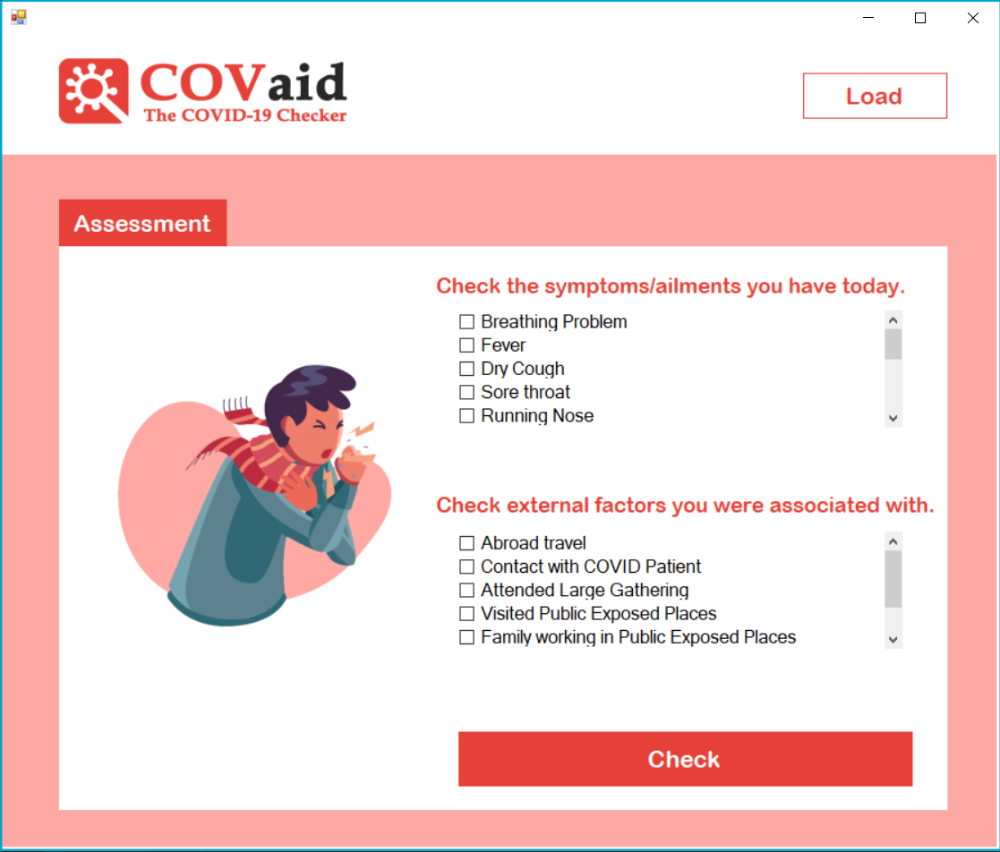 COVaid
The COVID-19 Checker
Load
Assessment
Check the symptoms/ailments you have today.
Breathing Problem
Fever
Dry Cough
Sore throat
Running Nose
Check external factors you were associated with.
Abroad travel
Contact with COVID Patient
Attended Large Gathering
Visited Public Exposed Places
Family working in Public Exposed Places
Check